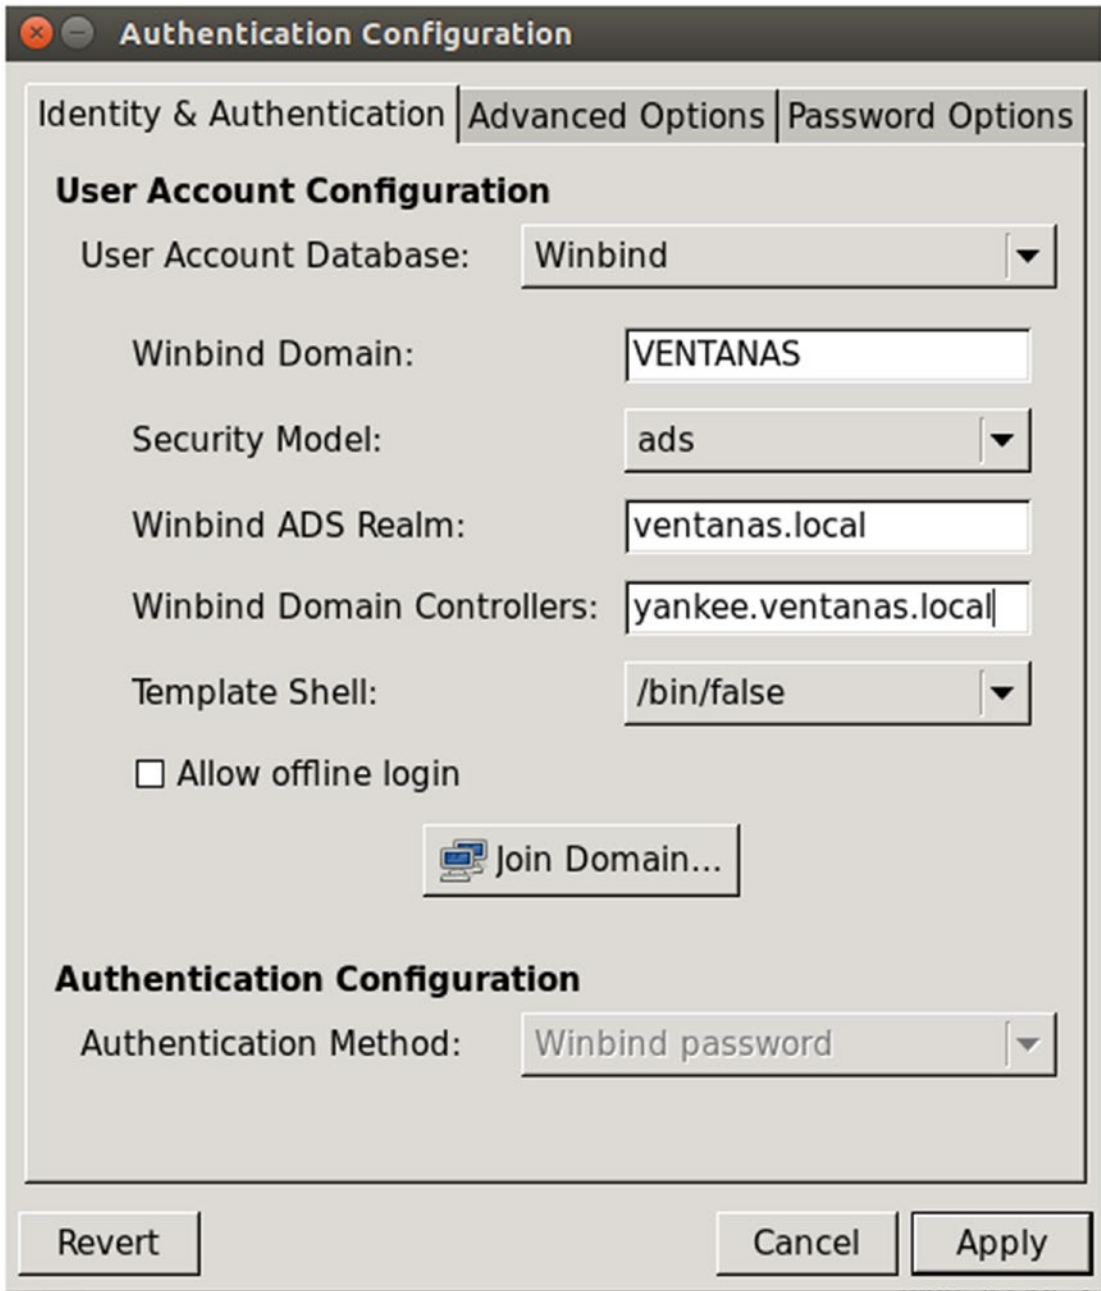 Authentication Configuration
Identity & Authentication Advanced Options Password Options
User Account Configuration
User Account Database: Winbind
Winbind Domain: VENTANAS
Security Model: ads
Winbind ADS Realm: ventanas.local
Winbind Domain Controllers: yankee.ventanas.local
Template Shell: /bin/false
Allow offline login
Join Domain...
Authentication Configuration
Authentication Method: Winbind password
Revert Cancel Apply